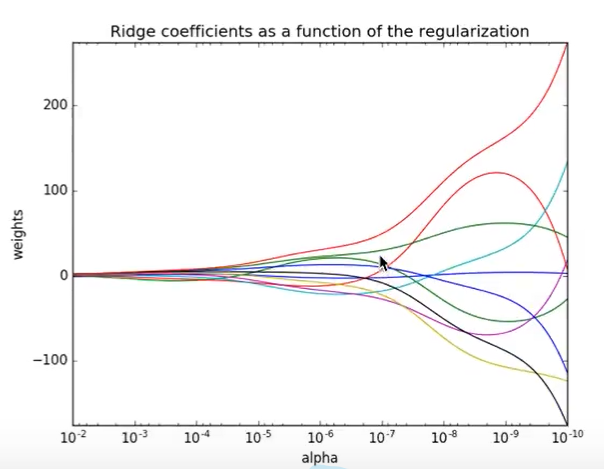 Ridge coefficients as a function of the regularization
200
100
0
−100
weights
10^-2 10^-3 10^-4 10^-5 10^-6 10^-7 10^-8 10^-9 10^-10
alpha